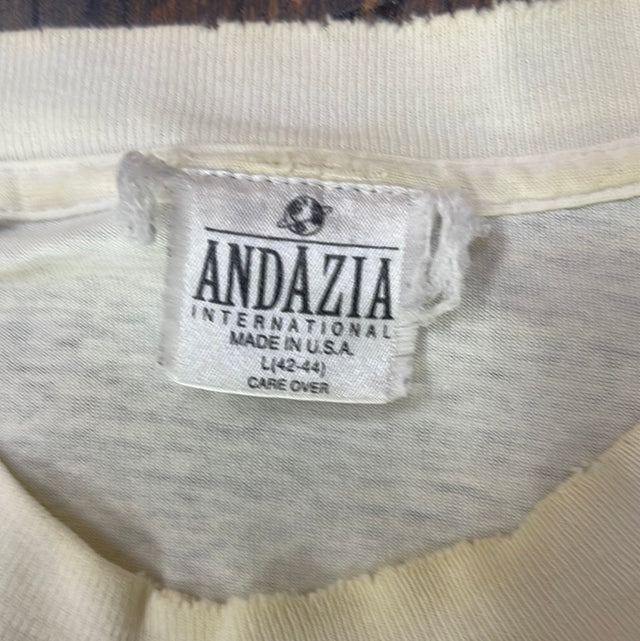 ANDAZIA
INTERNATIONAL
MADE IN U.S.A.
L(42-44)
CARE OVER